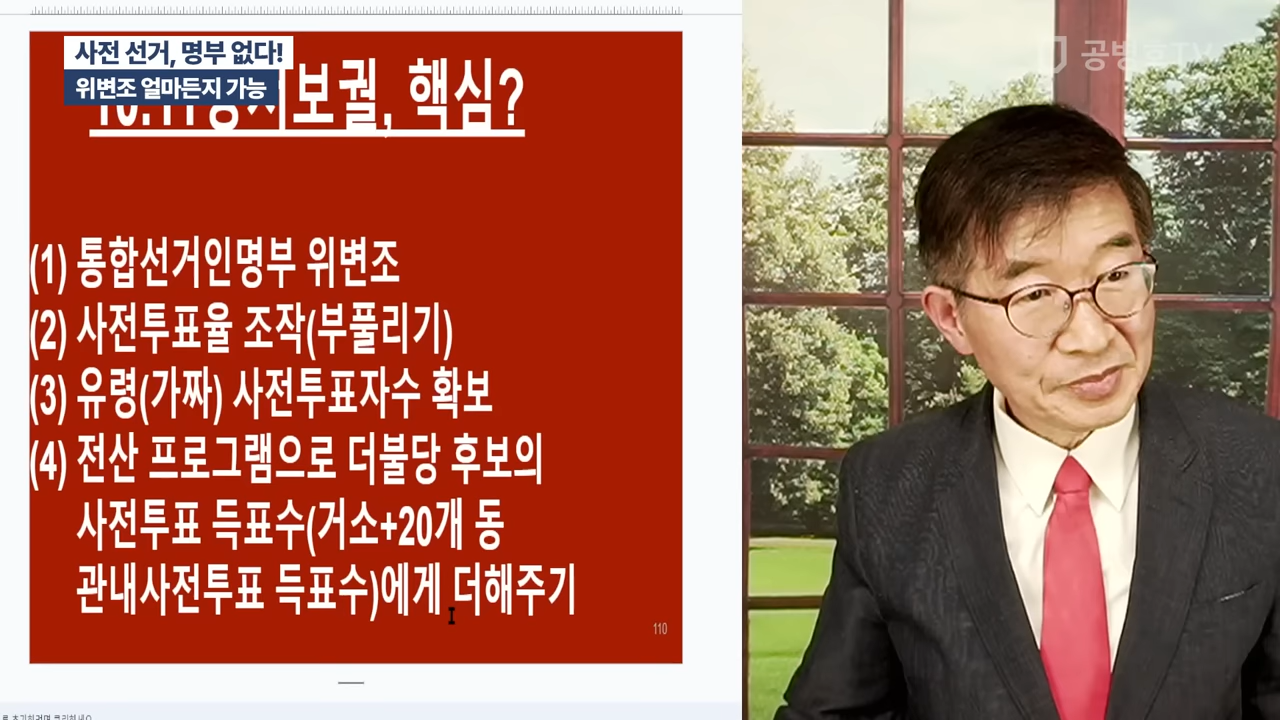 사전 선거, 명부 없다!
위변조 얼마든지 가능
보궐, 핵심?
(1) 통합선거인명부 위변조
(2) 사전투표율 조작(부풀리기)
(3) 유령(가짜) 사전투표자수 확보
(4) 전산 프로그램으로 더불당 후보의
사전투표 득표수(거소+20개 동
관내사전투표 득표수)에게 더해주기
110
공병호TV